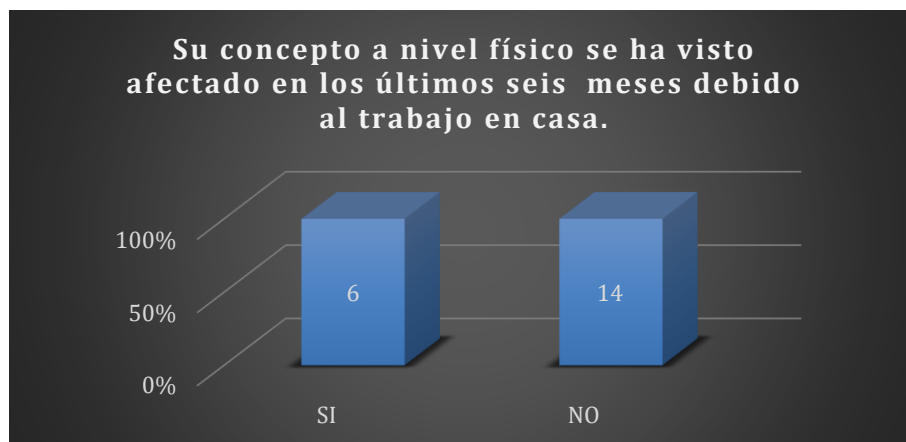 Su concepto a nivel físico se ha visto
afectado en los últimos seis  meses debido
al trabajo en casa.
100%
50%
0%
6
14
SI
NO